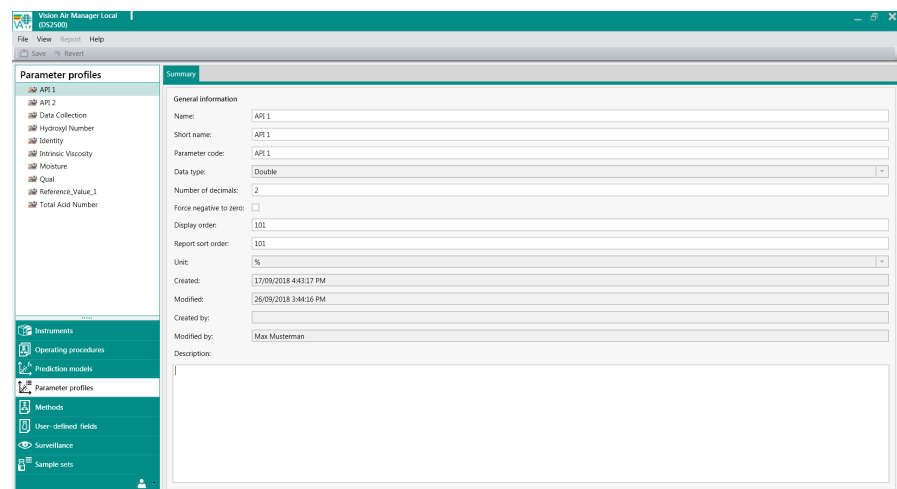 Vision Air Manager Local
(DS2500)
File View Report Help
Save Revert
Parameter profiles
API 1
API 2
Data Collection
Hydroxyl Number
Identity
Intrinsic Viscosity
Moisture
Qual
Reference_Value_1
Total Acid Number
Instruments
Operating procedures
Prediction models
Parameter profiles
Methods
User- defined fields
Surveillance
Sample sets
Summary
General information
Name: API 1
Short name: API 1
Parameter code: API 1
Data type: Double
Number of decimals: 2
Force negative to zero:
Display order: 101
Report sort order: 101
Unit: %
Created: 17/09/2018 4:43:17 PM
Modified: 26/09/2018 3:44:16 PM
Created by:
Modified by: Max Musterman
Description: